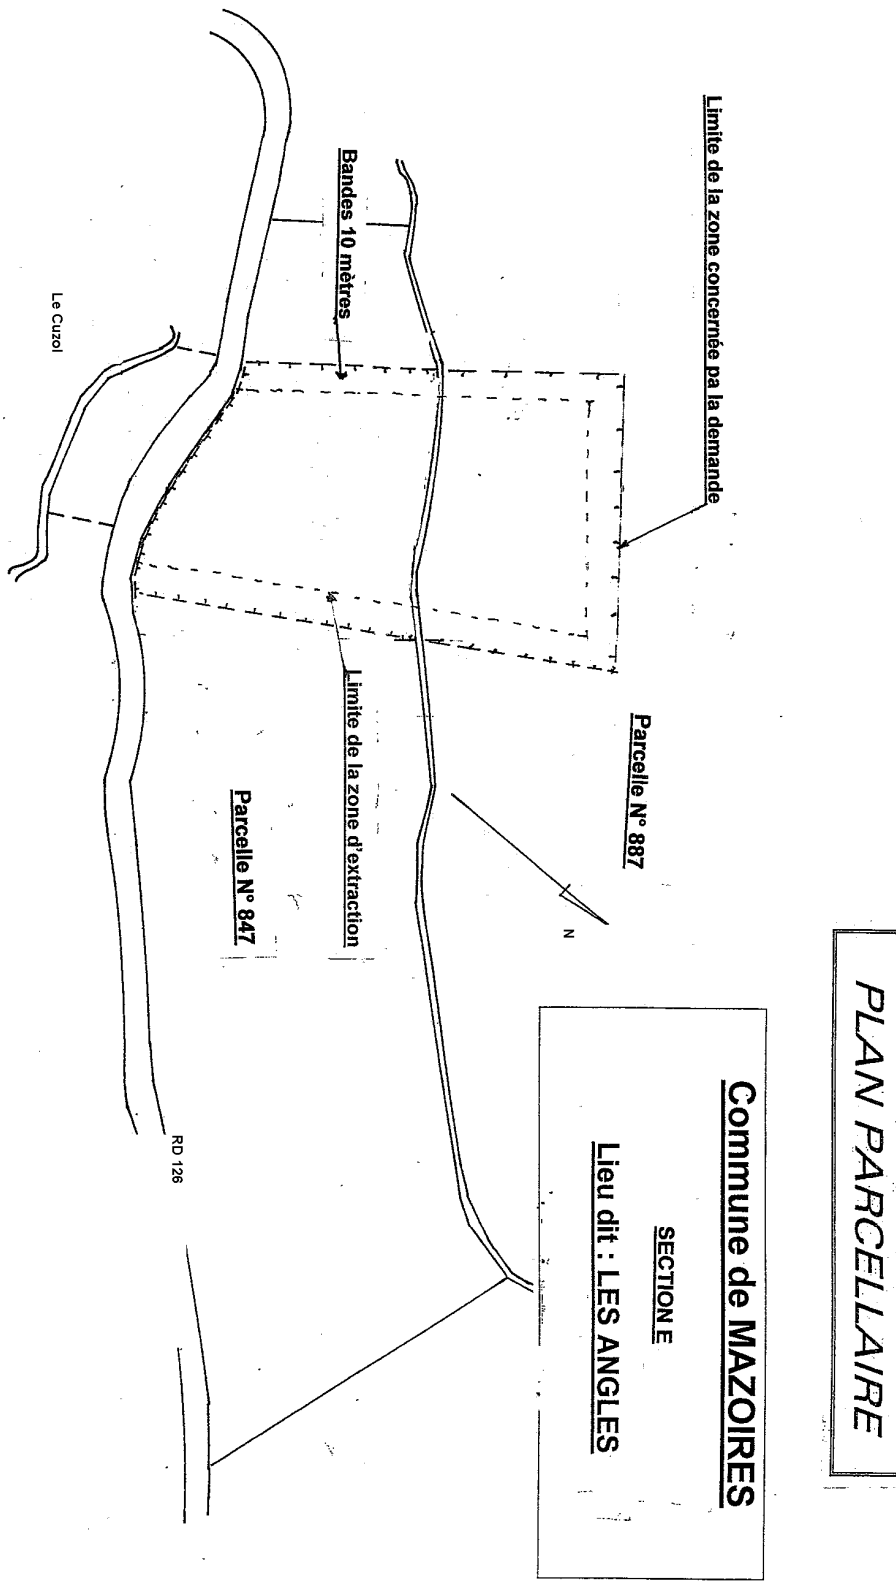 PLAN PARCELLAIRE
Commune de MAZOIRES
SECTION E
Lieu dit : LES ANGLES
Limite de la zone concernée pa la demande
Parcelle N° 887
N
Bandes 10 mètres
Limite de la zone d'extraction
Parcelle N° 847
RD 126
Le Cuzol